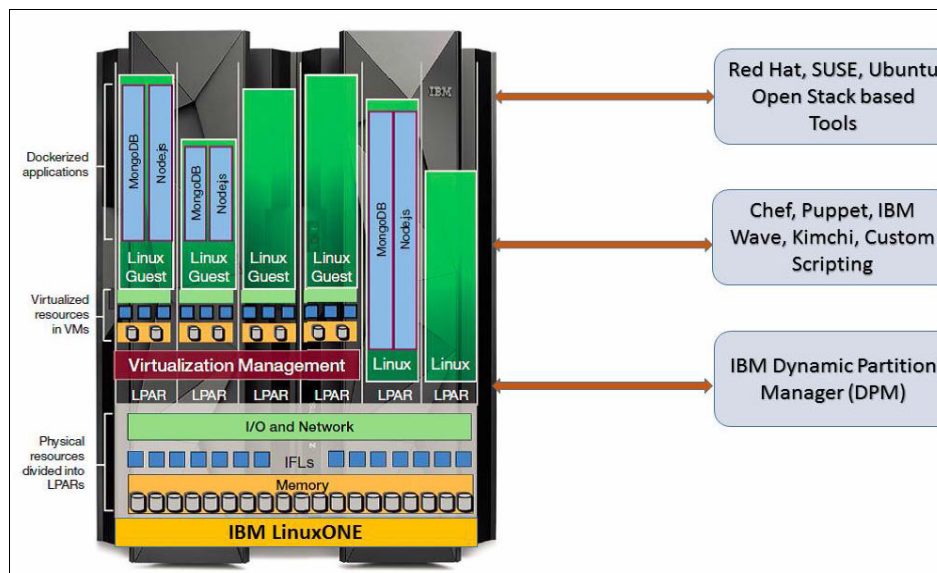 Red Hat, SUSE, Ubuntu
Open Stack based
Tools
IBM
Dockerized
applications
MongoDB
Node.js
MongoDB
Node.js
MongoDB
Node.js
Chef, Puppet, IBM
Wave, Kimchi, Custom
Scripting
Linux
Guest
Linux
Guest
Linux
Guest
Linux
Guest
Virtualized
resources
in VMs
Virtualization Management
Linux
Linux
IBM Dynamic Partition
Manager (DPM)
LPAR
LPAR
LPAR
LPAR
LPAR
LPAR
I/O and Network
Physical
resources
divided into
LPARs
IFLs
Memory
IBM LinuxONE